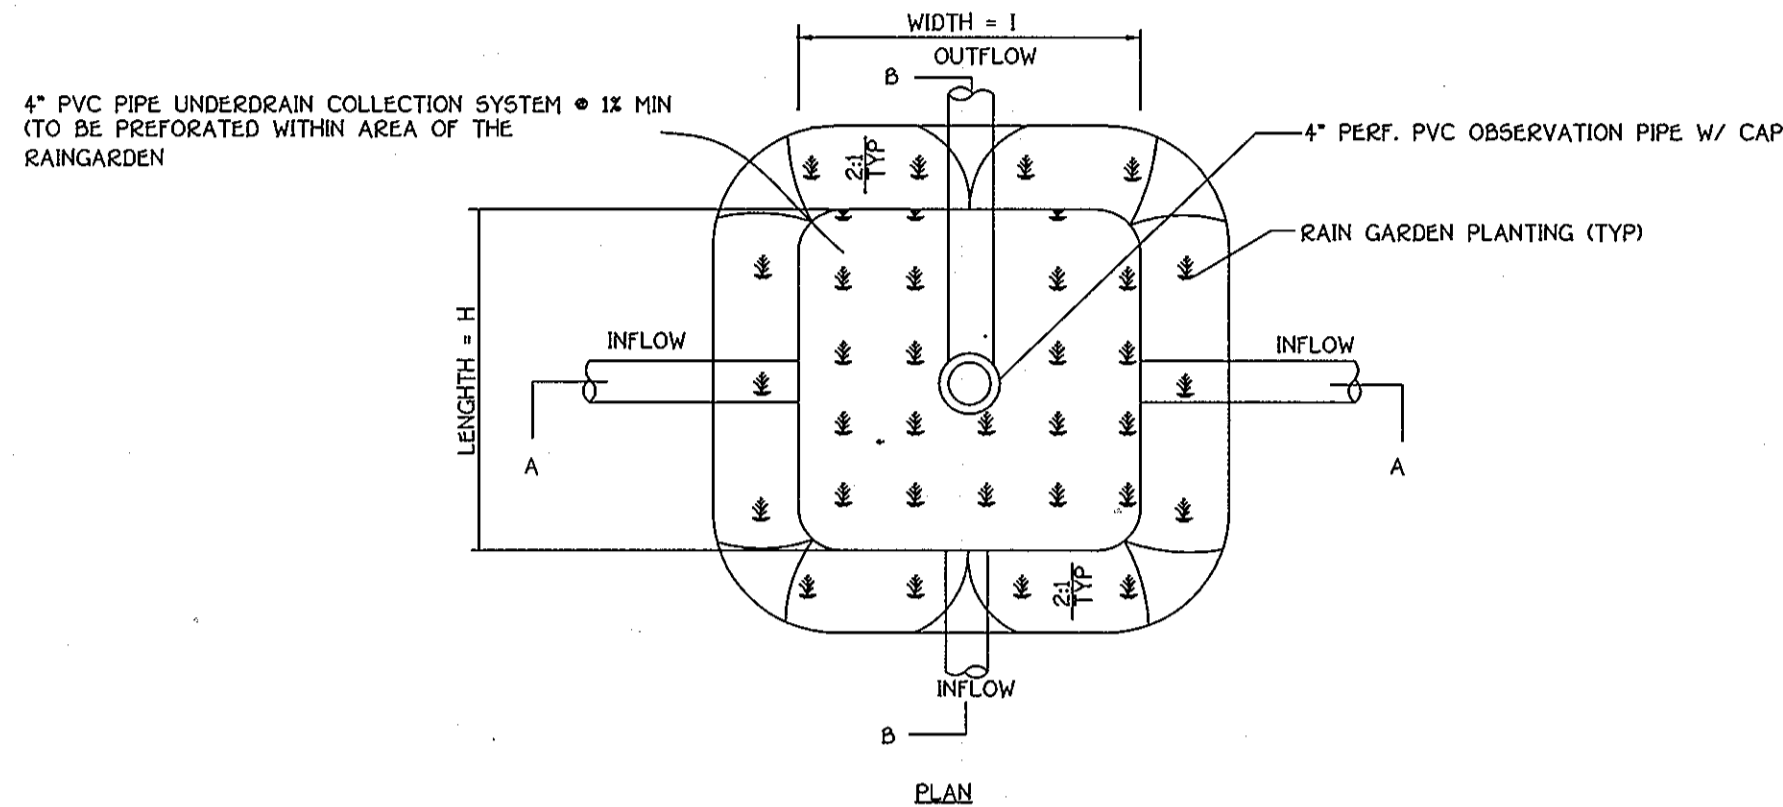 WIDTH = I
OUTFLOW
B
4" PVC PIPE UNDERDRAIN COLLECTION SYSTEM @ 1% MIN
(TO BE PREFORATED WITHIN AREA OF THE
RAINGARDEN
4" PERF. PVC OBSERVATION PIPE W/ CAP
2:1
TYP
RAIN GARDEN PLANTING (TYP)
LENGHTH = H
INFLOW
INFLOW
A
A
2:1
TYP
INFLOW
B
PLAN